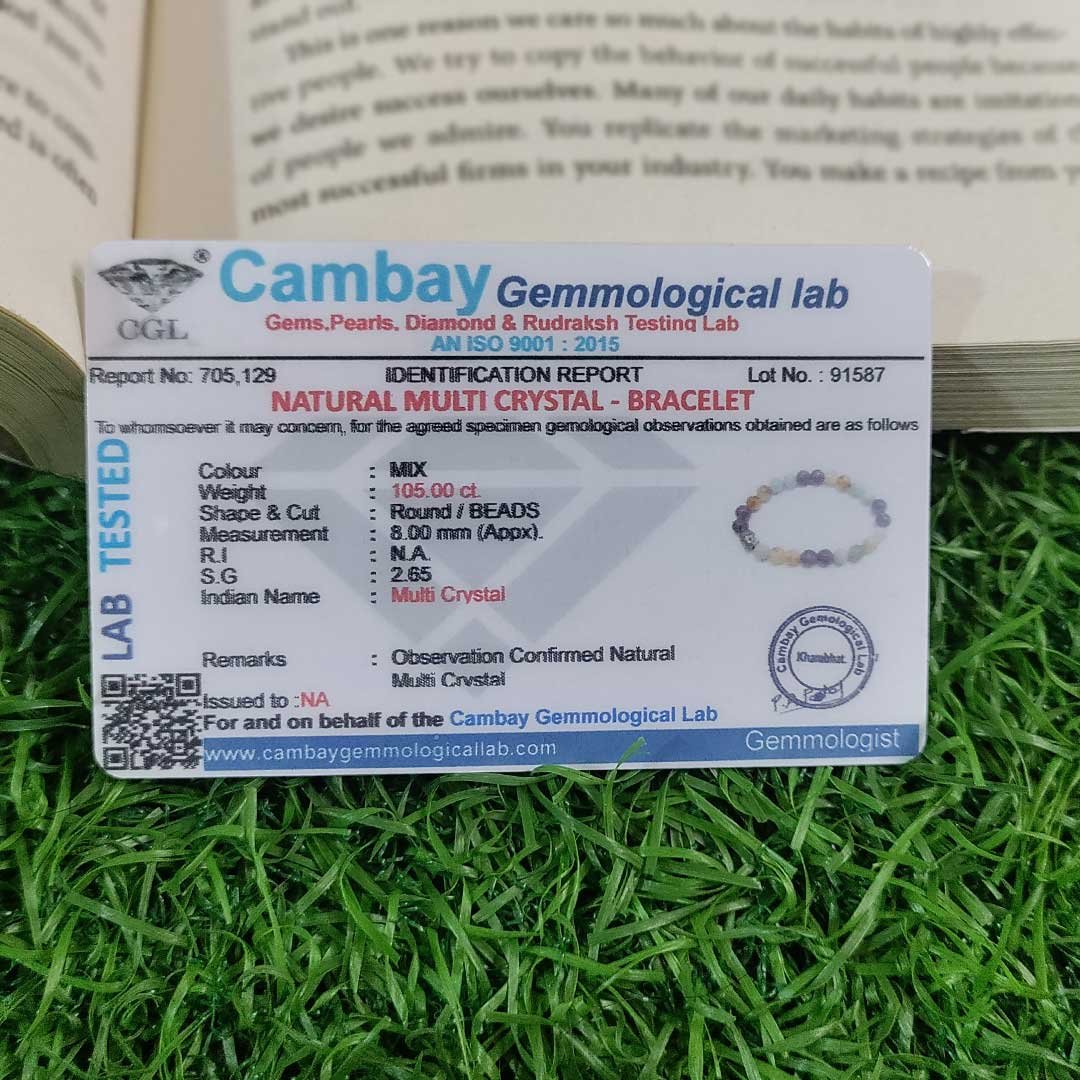 stand out.
This is one reason we care so much about the habits of highly effec-
tive people. We try to copy the behavior of successful people because
we desire success ourselves. Many of our daily habits are imitations
of people we admire. You replicate the marketing strategies of
most successful firms in your industry. You make a recipe from
often
®
CGL
Cambay Gemmological lab
Gems,Pearls, Diamond & Rudraksh Testing Lab
AN ISO 9001 : 2015
Report No: 705,129 IDENTIFICATION REPORT Lot No. : 91587
NATURAL MULTI CRYSTAL - BRACELET
To whomsoever it may concern, for the agreed specimen gemological observations obtained are as follows
LAB TESTED
Colour : MIX
Weight : 105.00 ct.
Shape & Cut : Round / BEADS
Measurement : 8.00 mm (Appx).
R.I : N.A.
S.G : 2.65
Indian Name : Multi Crystal
Remarks : Observation Confirmed Natural
Multi Crystal
Cambay Gemological Lab
Khambhat.
Issued to :NA
For and on behalf of the Cambay Gemmological Lab
www.cambaygemmologicallab.com Gemmologist